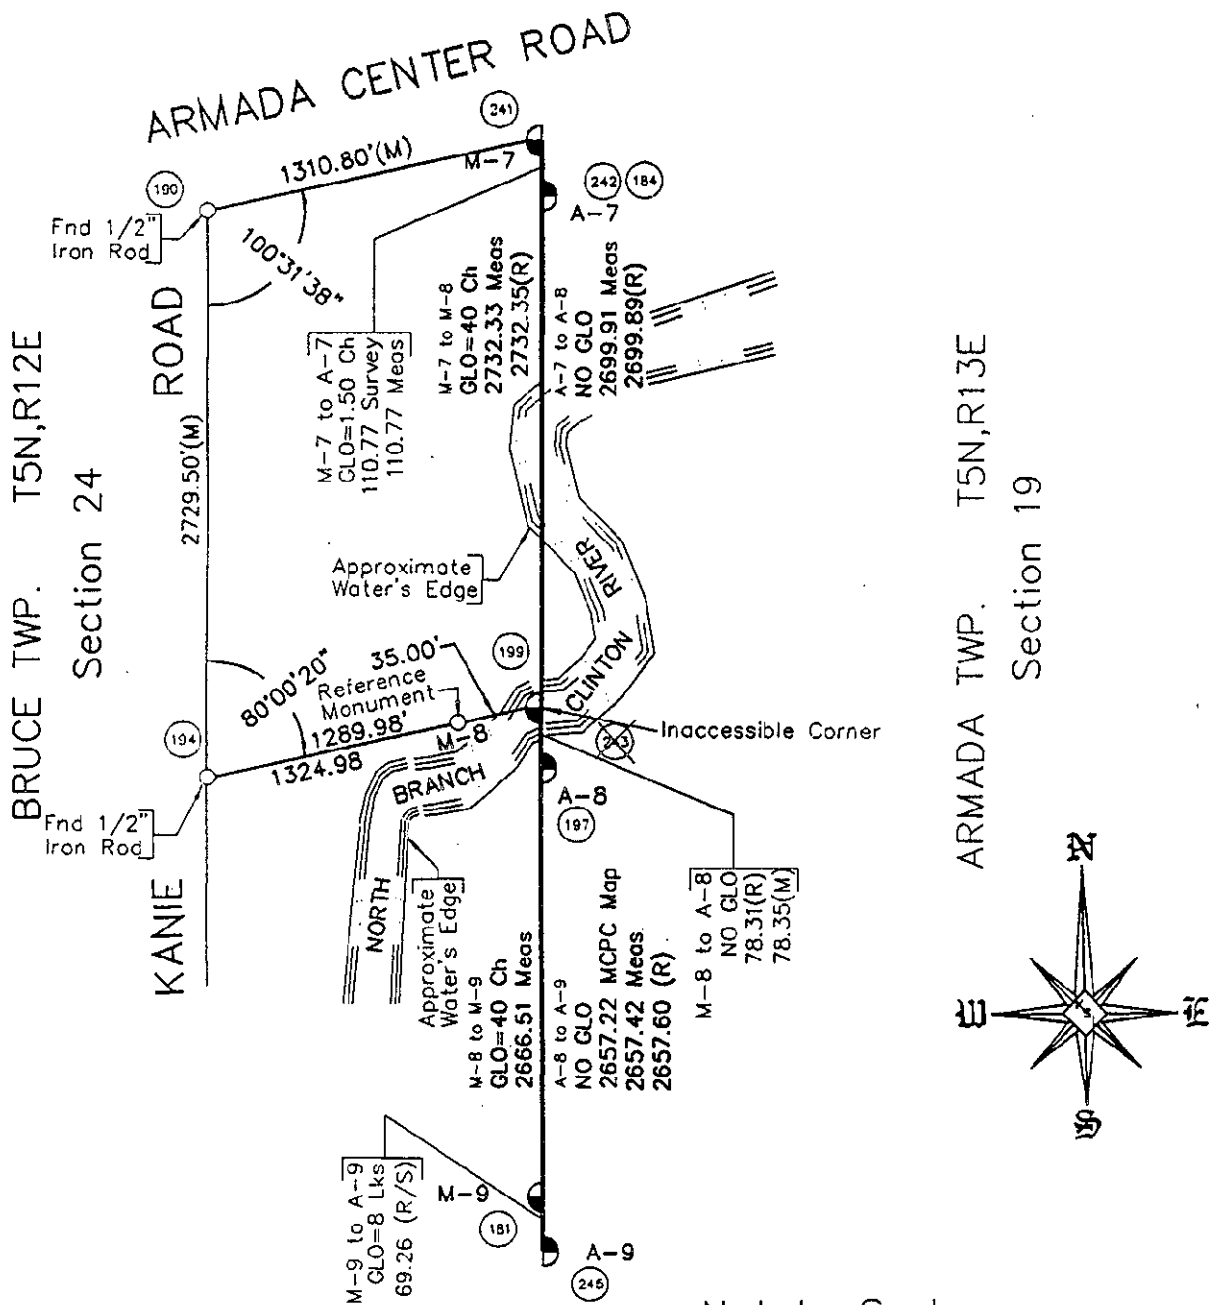 ARMADA CENTER ROAD
241
1310.80'(M)
M-7
190
242
184
Fnd 1/2"
Iron Rod
A-7
100°31'38"
ROAD
M-7 to A-7
GLO=1.50 Ch
110.77 Survey
110.77 Meas
M-7 to M-8
GLO=40 Ch
2732.33 Meas
2732.35(R)
A-7 to A-8
NO GLO
2699.91 Meas
2699.89(R)
BRUCE TWP. T5N,R12E
Section 24
2729.50'(M)
ARMADA TWP. T5N,R13E
Section 19
Approximate
Water's Edge
RIVER
CLINTON
199
35.00'
80°00'20"
Reference
Monument
1289.98'
M-8
1324.98
194
243
Inaccessible Corner
BRANCH
A-8
197
Fnd 1/2"
Iron Rod
KANIE
NORTH
Approximate
Water's Edge
M-8 to M-9
GLO=40 Ch
2666.51 Meas
A-8 to A-9
NO GLO
2657.22 MCPC Map
2657.42 Meas
2657.60 (R)
M-8 to A-8
NO GLO
78.31(R)
78.35(M)
N
W
E
S
M-9 to A-9
GLO=8 Lks
69.26 (R/S)
M-9
181
A-9
245